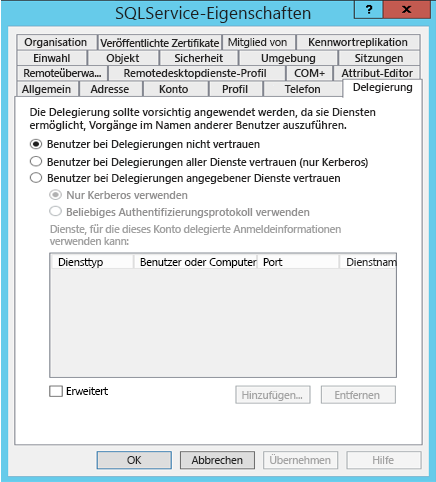 SQLService-Eigenschaften
?
x
Organisation
Veröffentlichte Zertifikate
Mitglied von
Kennwortreplikation
Einwahl
Objekt
Sicherheit
Umgebung
Sitzungen
Remoteüberwa...
Remotedesktopdienste-Profil
COM+
Attribut-Editor
Allgemein
Adresse
Konto
Profil
Telefon
Delegierung
Die Delegierung sollte vorsichtig angewendet werden, da sie Diensten
ermöglicht, Vorgänge im Namen anderer Benutzer auszuführen.
Benutzer bei Delegierungen nicht vertrauen
Benutzer bei Delegierungen aller Dienste vertrauen (nur Kerberos)
Benutzer bei Delegierungen angegebener Dienste vertrauen
Nur Kerberos verwenden
Beliebiges Authentifizierungsprotokoll verwenden
Dienste, für die dieses Konto delegierte Anmeldeinformationen
verwenden kann:
Diensttyp
Benutzer oder Computer
Port
Dienstnam
Erweitert
Hinzufügen...
Entfernen
OK
Abbrechen
Übernehmen
Hilfe